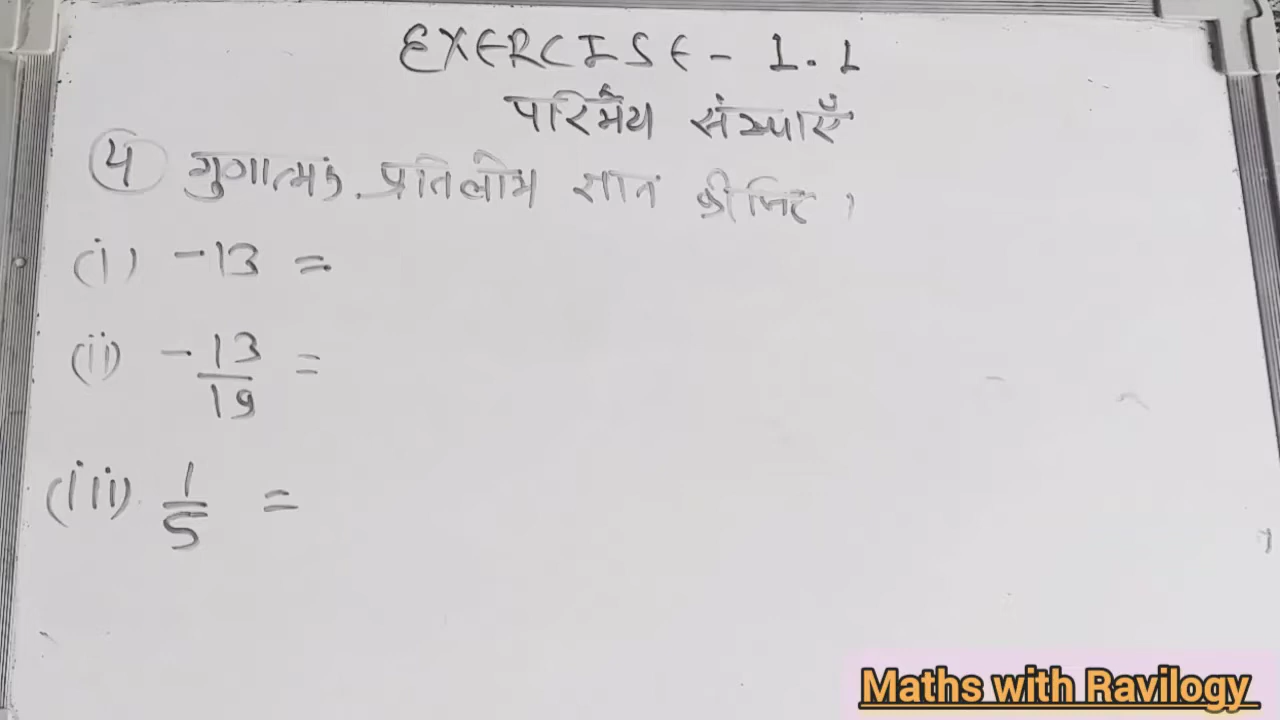 EXERCISE - 1.1
परिमेय संख्याएँ
4 गुणात्मक प्रतिलोम ज्ञात कीजिए।
(i) -13 =
(ii) -13/19 =
(iii) 1/5 =
Maths with Ravilogy